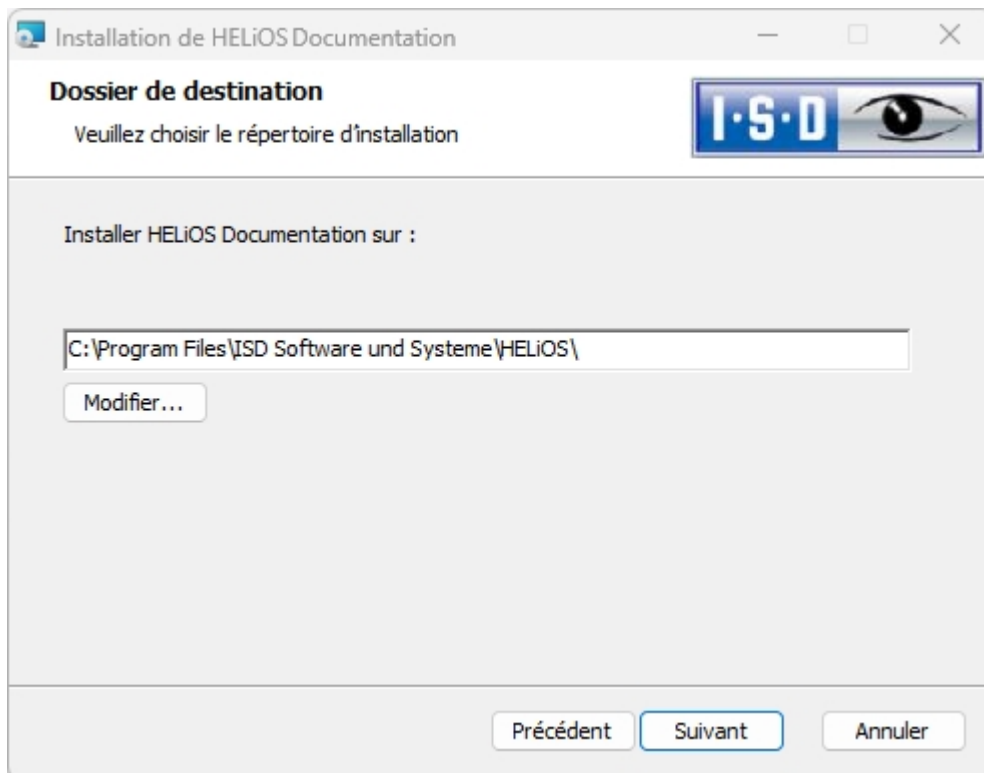 Installation de HELiOS Documentation
Dossier de destination
Veuillez choisir le répertoire d'installation
I·S·D
Installer HELiOS Documentation sur :
C:\Program Files\ISD Software und Systeme\HELiOS\
Modifier...
Précédent
Suivant
Annuler